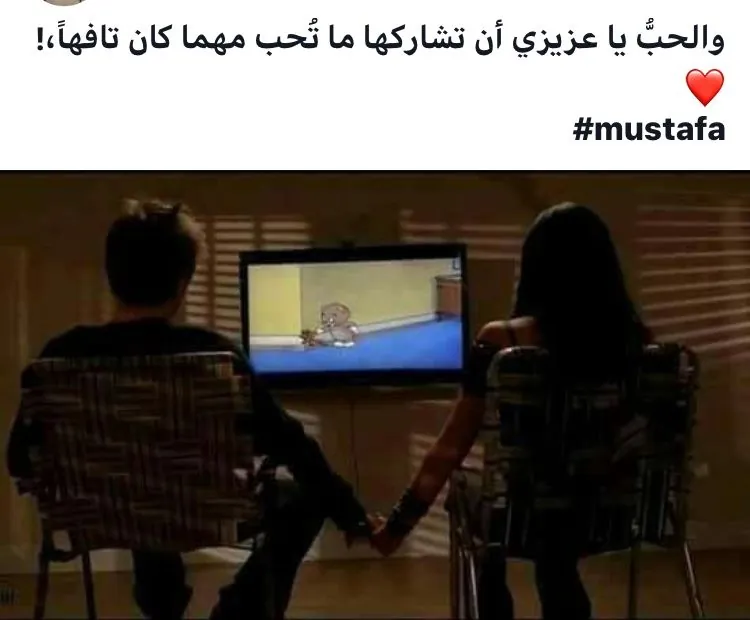 والحبُّ يا عزيزي أن تشاركها ما تُحب مهما كان تافهاً،!
❤️
#mustafa